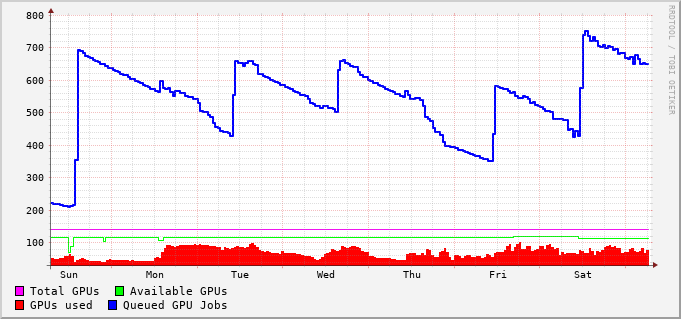 800
700
600
500
400
300
200
100
Sun Mon Tue Wed Thu Fri Sat
Total GPUs Available GPUs
GPUs used Queued GPU Jobs
RRDTOOL / TOBI OETIKER